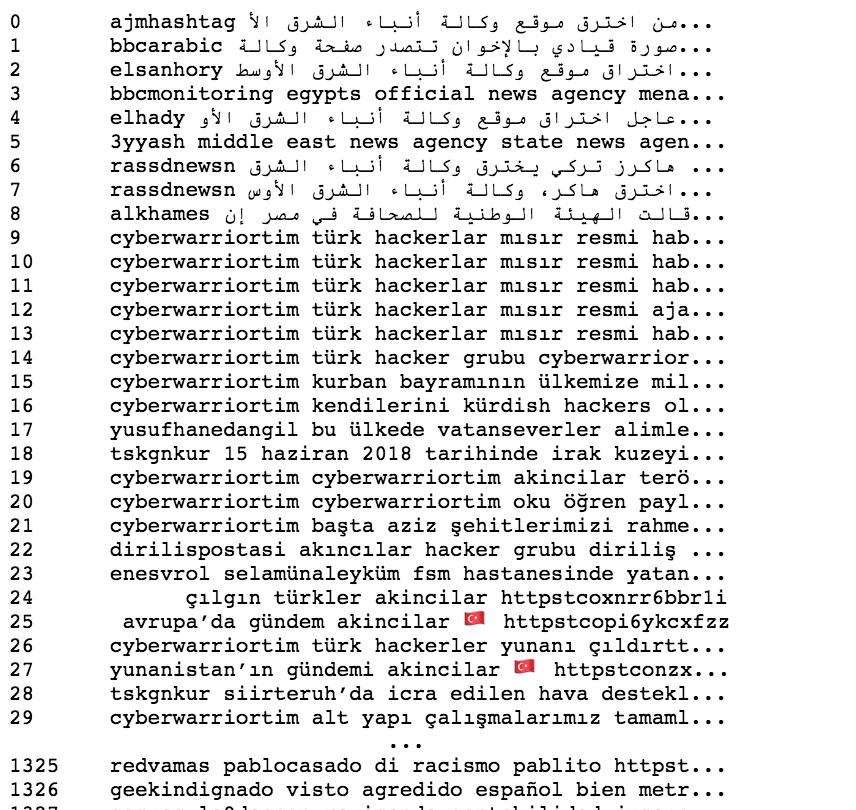 0 ajmhashtag من اخترق موقع وكالة أنباء الشرق الأ...
1 bbcarabic صورة قيادي بالإخوان تتصدر صفحة وكالة...
2 elsanhory اختراق موقع وكالة أنباء الشرق الأوسط...
3 bbcmonitoring egypts official news agency mena...
4 elhady عاجل اختراق موقع وكالة أنباء الشرق الأو...
5 3yyash middle east news agency state news agen...
6 rassdnewsn هاكرز تركي يخترق وكالة أنباء الشرق ...
7 rassdnewsn اخترق هاكر، وكالة أنباء الشرق الأوس...
8 alkhames قالت الهيئة الوطنية للصحافة في مصر إن...
9 cyberwarriortim türk hackerlar mısır resmi hab...
10 cyberwarriortim türk hackerlar mısır resmi hab...
11 cyberwarriortim türk hackerlar mısır resmi hab...
12 cyberwarriortim türk hackerlar mısır resmi aja...
13 cyberwarriortim türk hackerlar mısır resmi hab...
14 cyberwarriortim türk hacker grubu cyberwarrior...
15 cyberwarriortim kurban bayramının ülkemize mil...
16 cyberwarriortim kendilerini kürdish hackers ol...
17 yusufhanedangil bu ülkede vatanseverler alimle...
18 tskgnkur 15 haziran 2018 tarihinde irak kuzeyi...
19 cyberwarriortim cyberwarriortim akincilar terö...
20 cyberwarriortim cyberwarriortim oku öğren payl...
21 cyberwarriortim başta aziz şehitlerimizi rahme...
22 dirilispostasi akıncılar hacker grubu diriliş ...
23 enesvrol selamünaleyküm fsm hastanesinde yatan...
24 çılgın türkler akincilar httpstcoxnrr6bbr1i
25 avrupa’da gündem akincilar 🇹🇷 httpstcopi6ykcxfzz
26 cyberwarriortim türk hackerler yunanı çıldırtt...
27 yunanistan’ın gündemi akincilar 🇹🇷 httpstconzx...
28 tskgnkur siirteruh’da icra edilen hava destekl...
29 cyberwarriortim alt yapı çalışmalarımız tamaml...
...
1325 redvamas pablocasado di racismo pablito httpst...
1326 geekindignado visto agredido español bien metr...